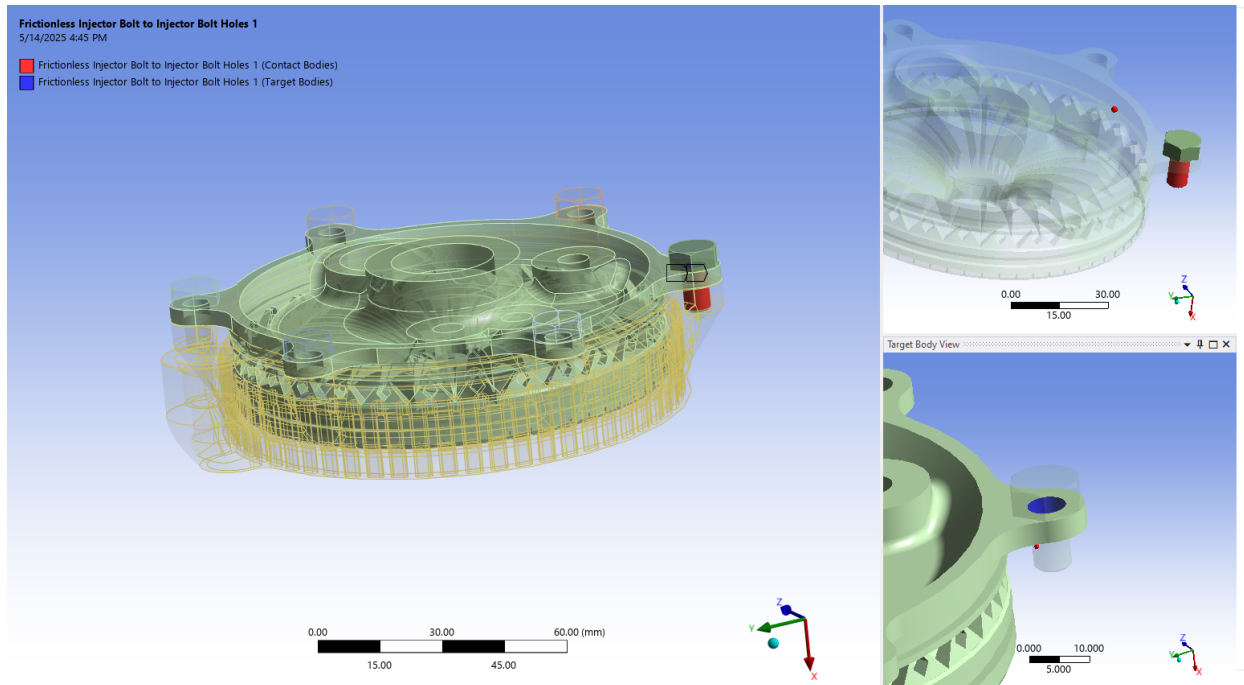 Frictionless Injector Bolt to Injector Bolt Holes 1
5/14/2025 4:45 PM
Frictionless Injector Bolt to Injector Bolt Holes 1 (Contact Bodies)
Frictionless Injector Bolt to Injector Bolt Holes 1 (Target Bodies)
0.00 30.00 60.00 (mm)
15.00 45.00
Z
Y
X
0.00 30.00
15.00
Z
Y
X
Target Body View
0.000 10.000
5.000
Z
Y
X